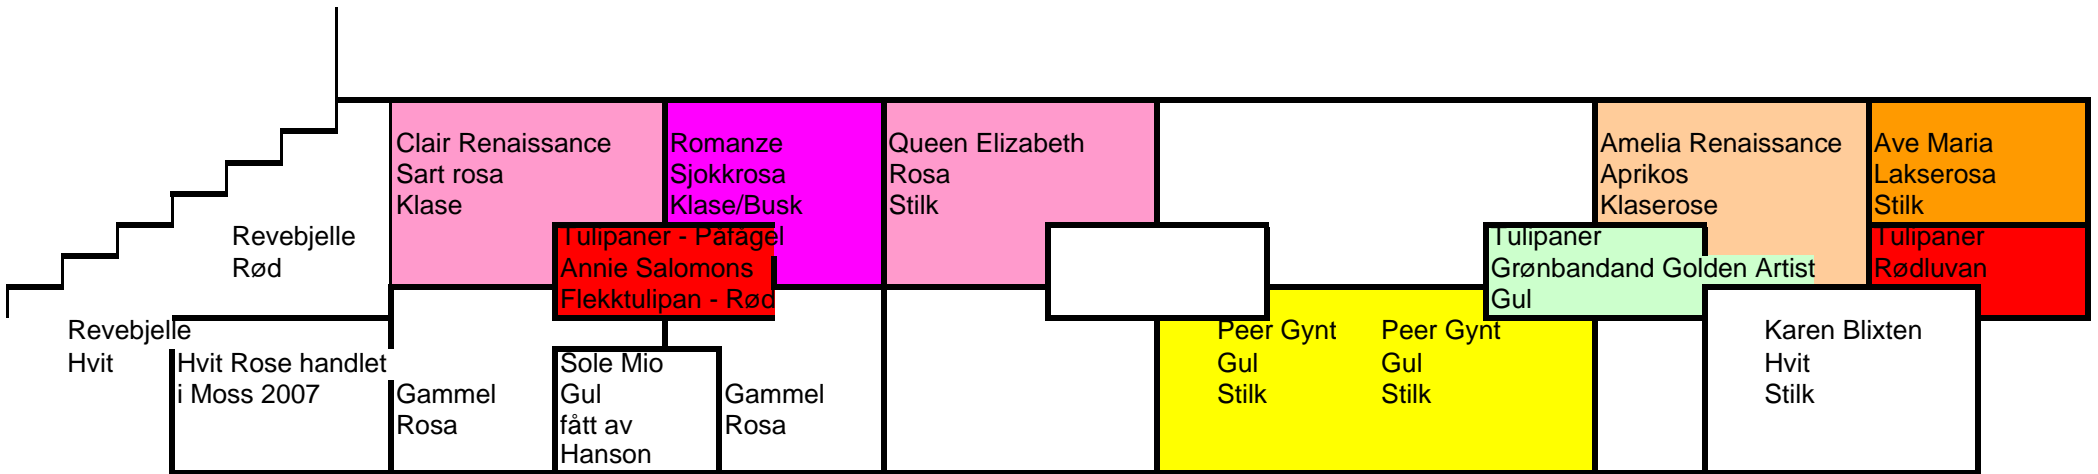 Clair Renaissance
Sart rosa
Klase
Romanze
Sjokkrosa
Klase/Busk
Queen Elizabeth
Rosa
Stilk
Amelia Renaissance
Aprikos
Klaserose
Ave Maria
Lakserosa
Stilk
Revebjelle
Rød
Tulipaner - Påfågel
Annie Salomons
Flekktulipan - Rød
Tulipaner
Grønbandand Golden Artist
Gul
Tulipaner
Rødluvan
Revebjelle
Hvit
Hvit Rose handlet
i Moss 2007
Gammel
Rosa
Sole Mio
Gul
fått av
Hanson
Gammel
Rosa
Peer Gynt
Gul
Stilk
Peer Gynt
Gul
Stilk
Karen Blixten
Hvit
Stilk